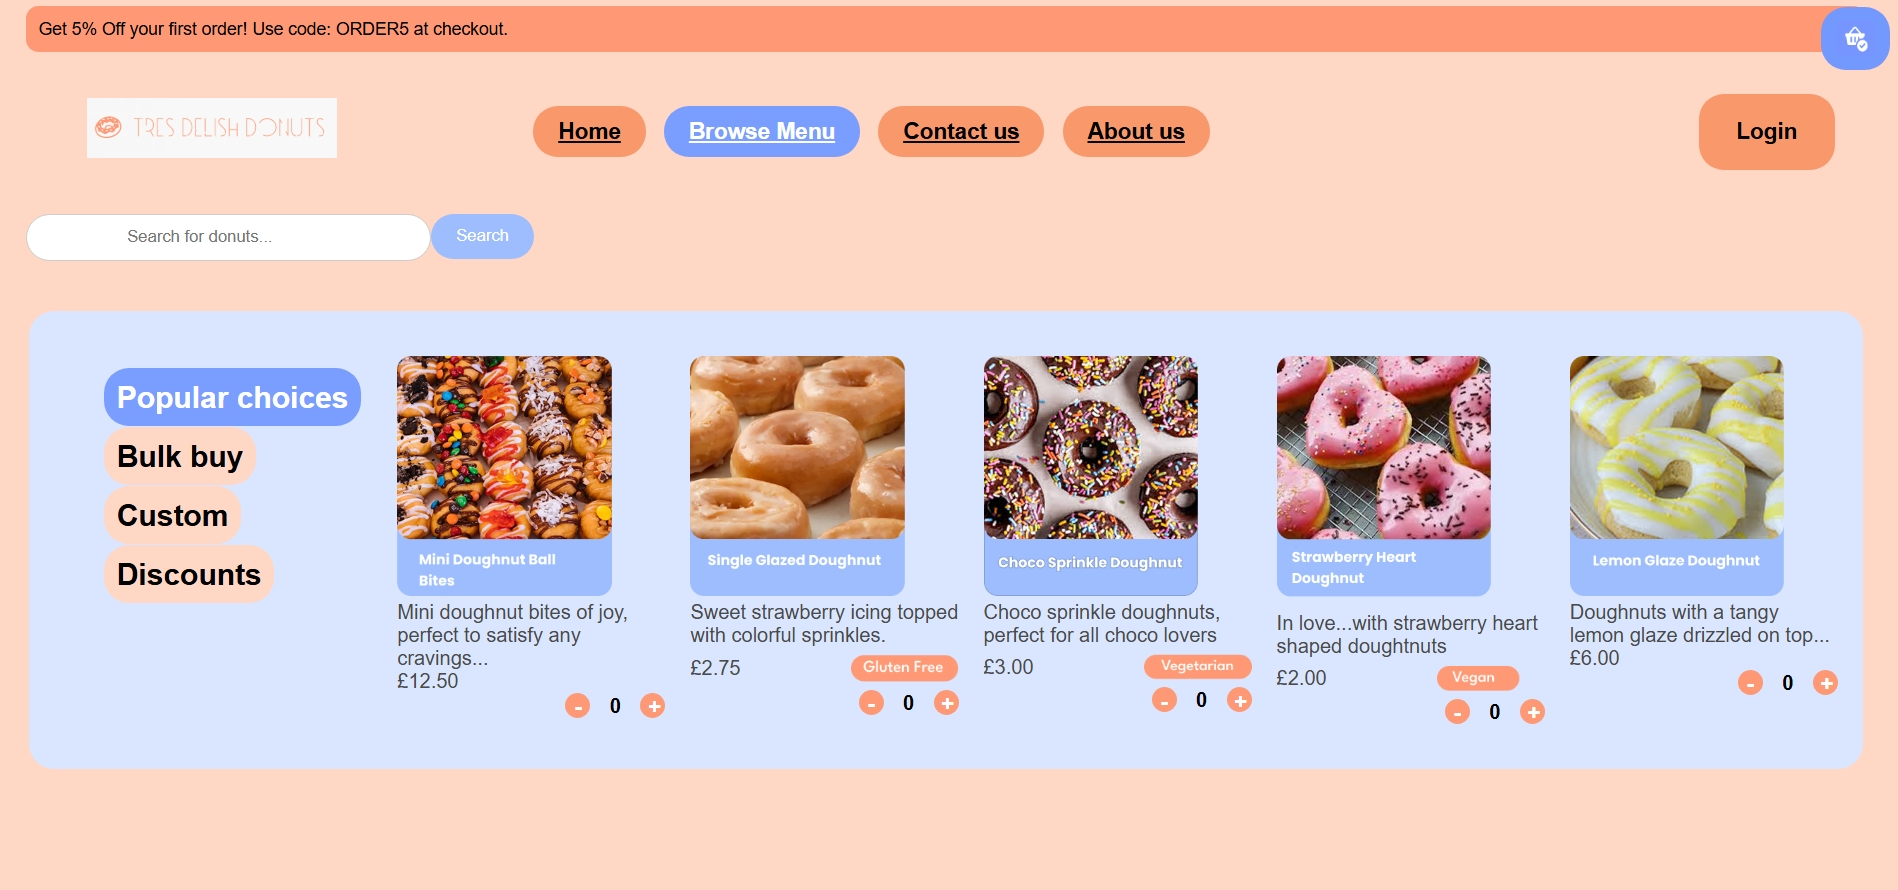 Get 5% Off your first order! Use code: ORDER5 at checkout.
TRES DELISH DONUTS
Home
Browse Menu
Contact us
About us
Login
Search for donuts...
Search
Popular choices
Bulk buy
Custom
Discounts
Mini Doughnut Ball
Bites
Mini doughnut bites of joy,
perfect to satisfy any
cravings...
£12.50
- 0 +
Single Glazed Doughnut
Sweet strawberry icing topped
with colorful sprinkles.
£2.75
Gluten Free
- 0 +
Choco Sprinkle Doughnut
Choco sprinkle doughnuts,
perfect for all choco lovers
£3.00
Vegetarian
- 0 +
Strawberry Heart
Doughnut
In love...with strawberry heart
shaped doughtnuts
£2.00
Vegan
- 0 +
Lemon Glaze Doughnut
Doughnuts with a tangy
lemon glaze drizzled on top...
£6.00
- 0 +